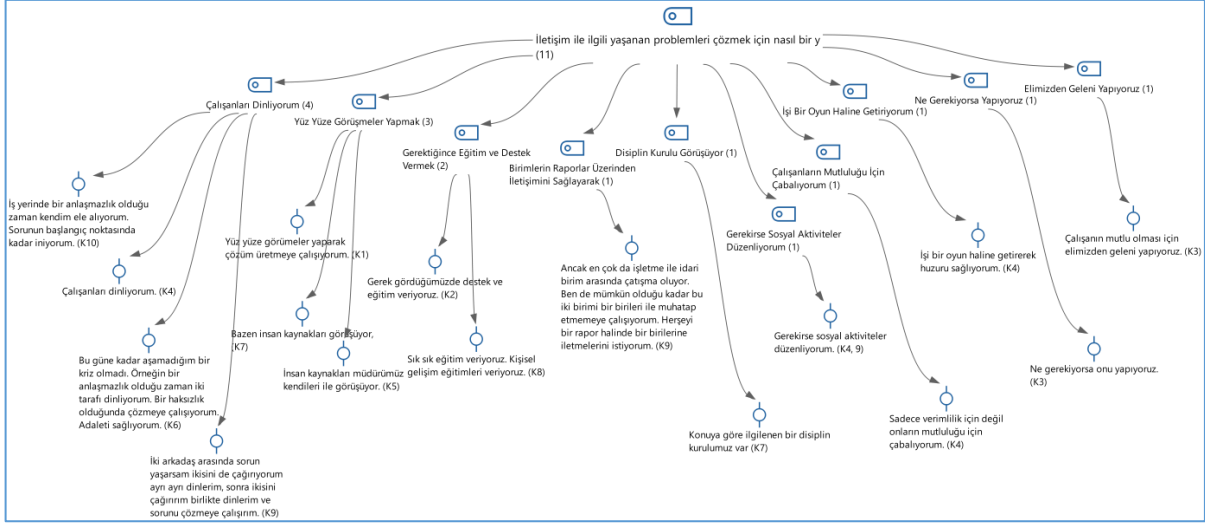 İletişim ile ilgili yaşanan problemleri çözmek için nasıl bir y
(11)
Çalışanları Dinliyorum (4)
Yüz Yüze Görüşmeler Yapmak (3)
Gerektiğince Eğitim ve Destek
Vermek (2)
Birimlerin Raporlar Üzerinden
İletişimini Sağlayarak (1)
Disiplin Kurulu Görüşüyor (1)
Gerekirse Sosyal Aktiviteler
Düzenliyorum (1)
Çalışanların Mutluluğu İçin
Çabalıyorum (1)
İşi Bir Oyun Haline Getiriyorum (1)
Ne Gerekiyorsa Yapıyoruz (1)
Elimizden Geleni Yapıyoruz (1)
İş yerinde bir anlaşmazlık olduğu
zaman kendim ele alıyorum.
Sorunun başlangıç noktasında
kadar iniyorum. (K10)
Çalışanları dinliyorum. (K4)
Bu güne kadar aşamadığım bir
kriz olmadı. Örneğin bir
anlaşmazlık olduğu zaman iki
tarafı dinliyorum. Bir haksızlık
olduğunda çözmeye çalışıyorum.
Adaleti sağlıyorum. (K6)
İki arkadaş arasında sorun
yaşarsam ikisini de çağırıyorum
ayrı ayrı dinlerim, sonra ikisini
çağırırım birlikte dinlerim ve
sorunu çözmeye çalışırım. (K9)
Yüz yüze görümeler yaparak
çözüm üretmeye çalışıyorum. (K1)
Bazen insan kaynakları görüşüyor,
(K7)
İnsan kaynakları müdürümüz
kendileri ile görüşüyor. (K5)
Gerek gördüğümüzde destek ve
eğitim veriyoruz. (K2)
Sık sık eğitim veriyoruz. Kişisel
gelişim eğitimleri veriyoruz. (K8)
Ancak en çok da işletme ile idari
birim arasında çatışma oluyor.
Ben de mümkün olduğu kadar bu
iki birimi bir birileri ile muhatap
etmemeye çalışıyorum. Herşeyi
bir rapor halinde bir birilerine
iletmelerini istiyorum. (K9)
Konuya göre ilgilenen bir disiplin
kurulumuz var (K7)
Gerekirse sosyal aktiviteler
düzenliyorum. (K4, 9)
Sadece verimlilik için değil
onların mutluluğu için
çabalıyorum. (K4)
İşi bir oyun haline getirerek
huzuru sağlıyorum. (K4)
Ne gerekiyorsa onu yapıyoruz.
(K3)
Çalışanın mutlu olması için
elimizden geleni yapıyoruz. (K3)